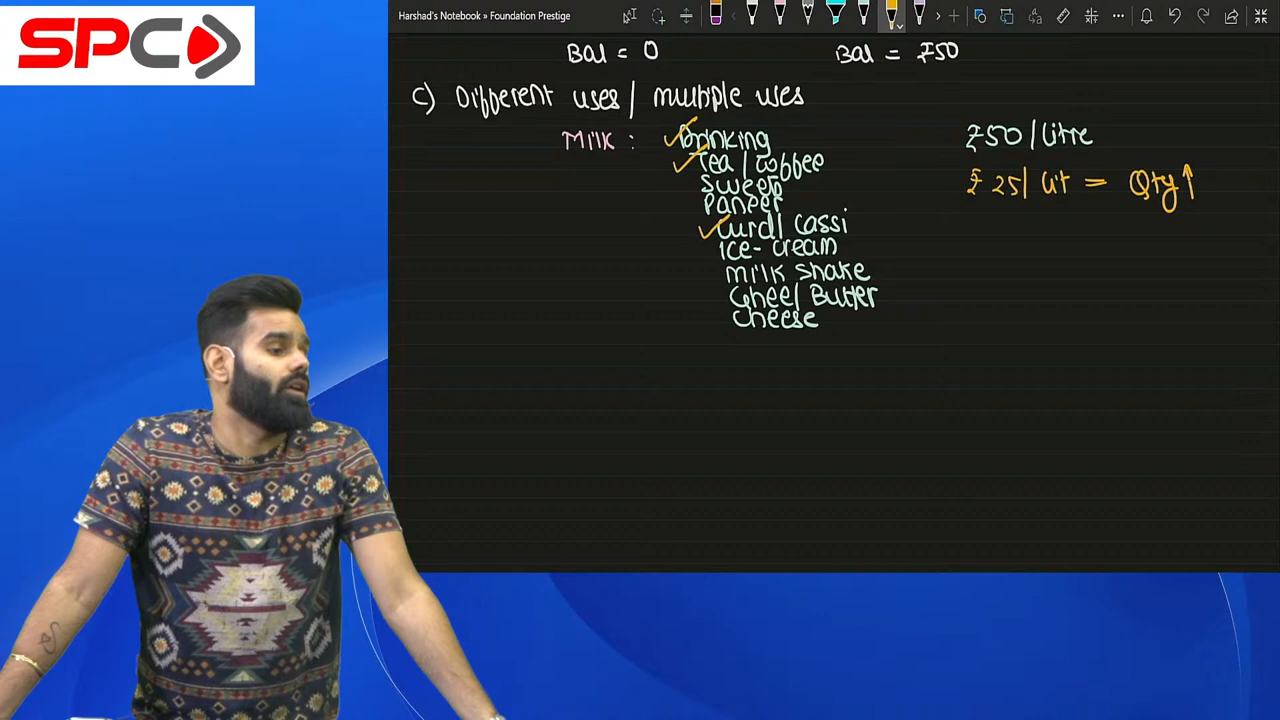 SPC
Harshad's Notebook » Foundation Prestige
Bal = 0
Bal = ₹50
c) Different uses / multiple uses
Milk :
Drinking
₹50/litre
Tea / coffee
₹ 25/ lit = Qty↑
Sweets
Paneer
Curd/ Lassi
Ice-cream
Milk Shake
Ghee/ Butter
Cheese